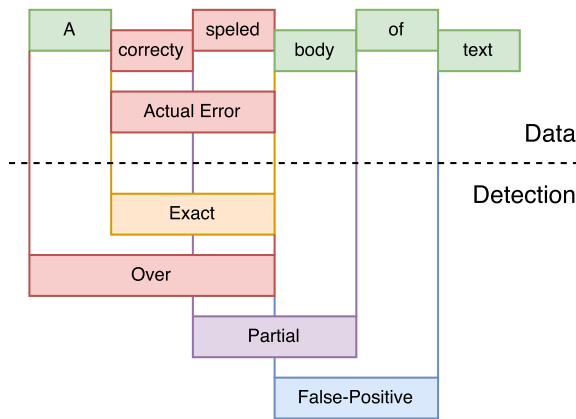 A correcty speled body of text
Actual Error
Data
Detection
Exact
Over
Partial
False-Positive